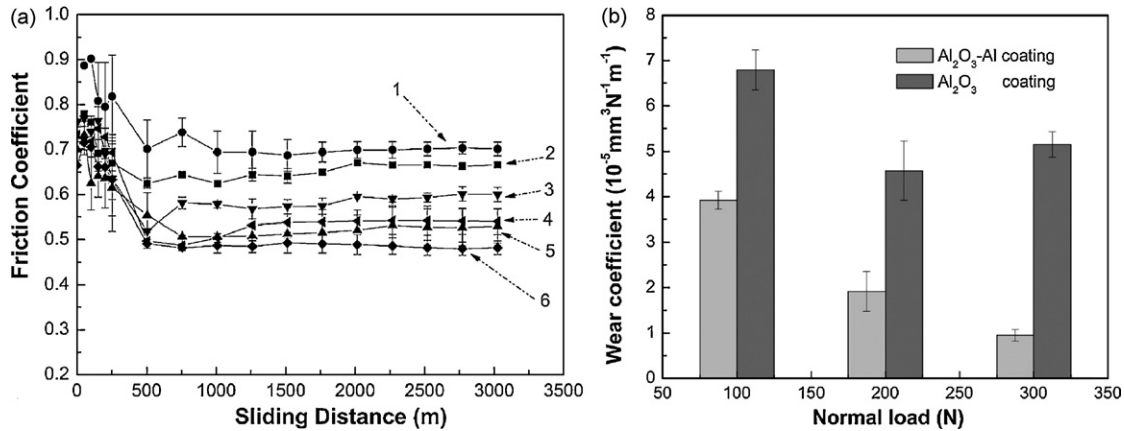 (a)
1.0
0.9
0.8
0.7
0.6
0.5
0.4
0.3
0.2
Friction Coefficient
1
2
3
4
5
6
0 500 1000 1500 2000 2500 3000 3500
Sliding Distance (m)
(b)
9
8
7
6
5
4
3
2
1
0
Wear coefficient (10⁻⁵mm³N⁻¹m⁻¹)
Al₂O₃-Al coating
Al₂O₃ coating
100 150 200 250 300 350
Normal load (N)